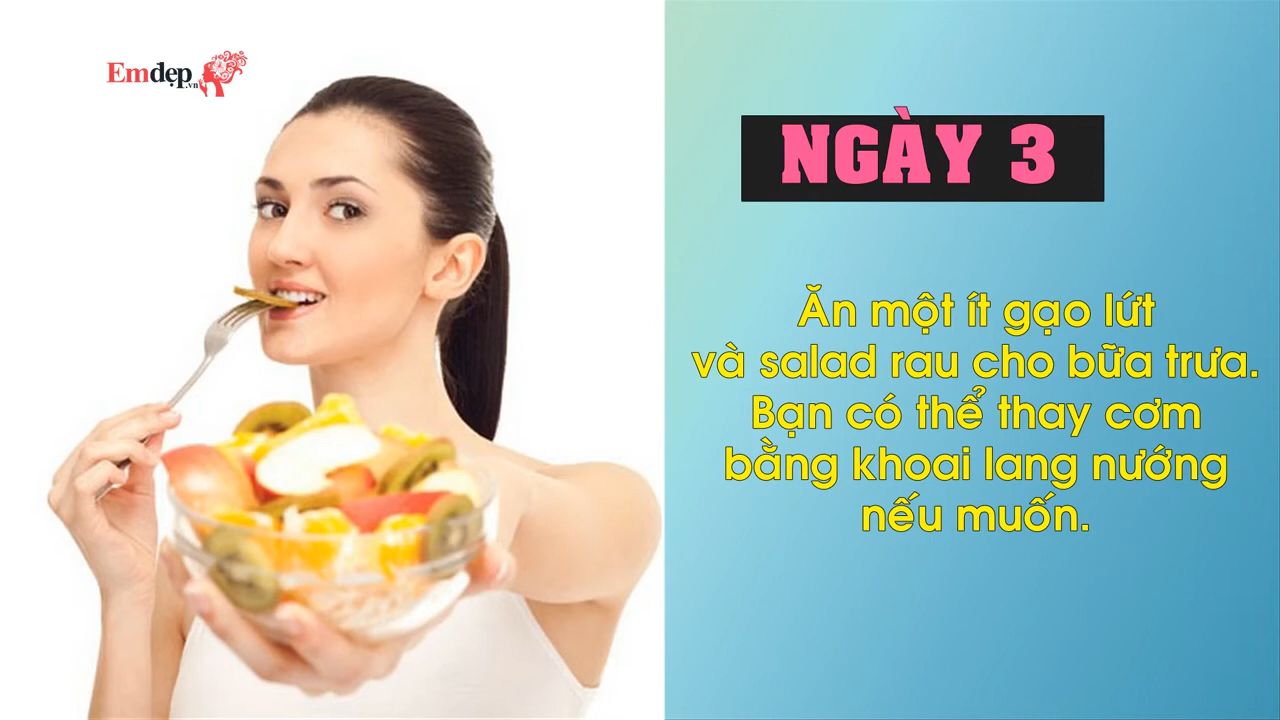 Emdẹp.vn
NGÀY 3
Ăn một ít gạo lứt
và salad rau cho bữa trưa.
Bạn có thể thay cơm
bằng khoai lang nướng
nếu muốn.